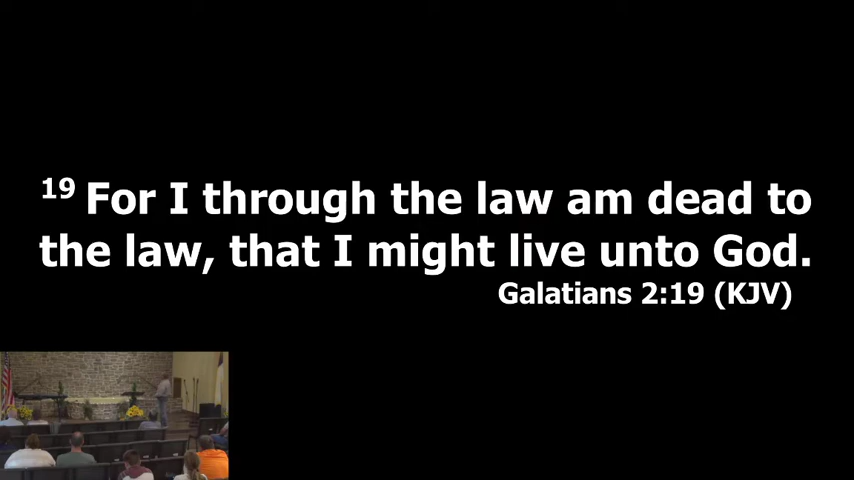 19 For I through the law am dead to
the law, that I might live unto God.
Galatians 2:19 (KJV)